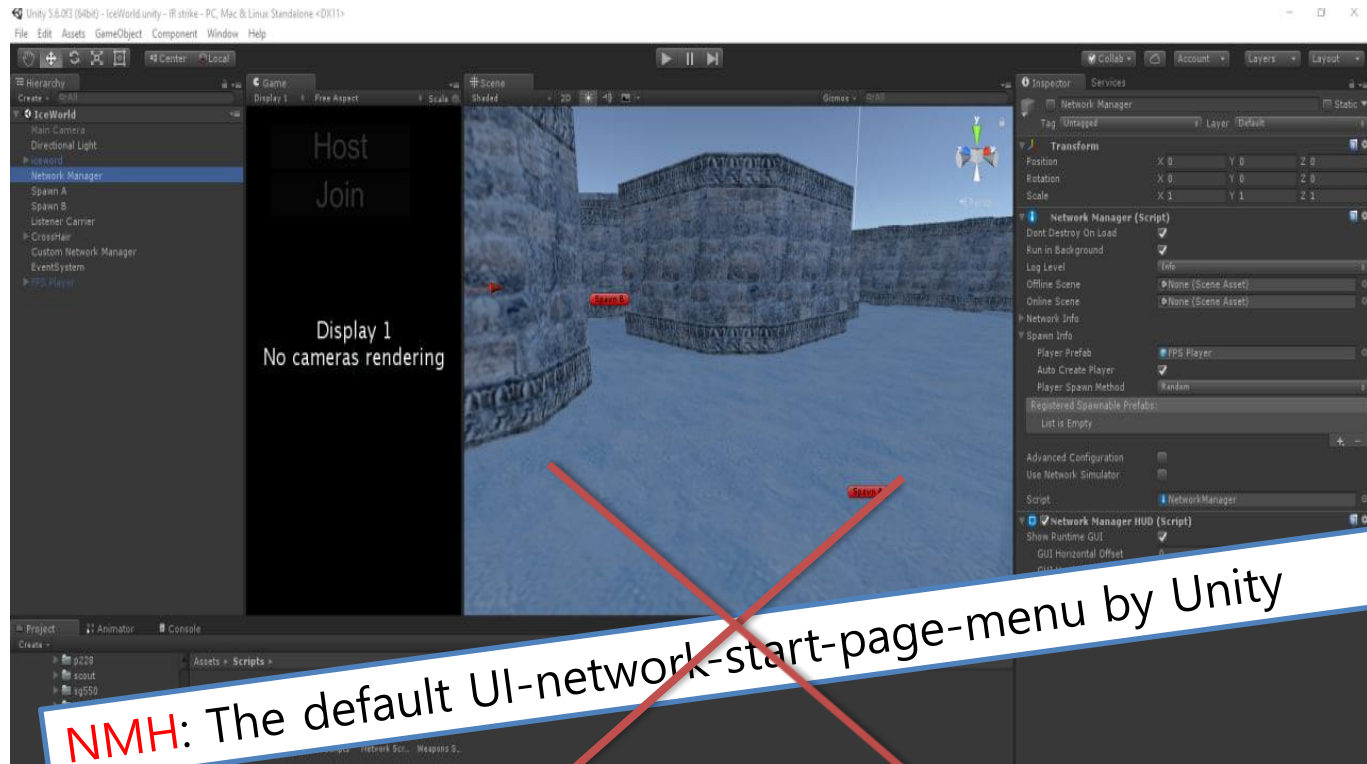 Unity 5.6.0f3 (64bit) - IceWorld.unity - IR strike - PC, Mac & Linux Standalone <DX11>
File Edit Assets GameObject Component Window Help
Center Local
Collab Account Layers Layout
Hierarchy
Create All
IceWorld
Main Camera
Directional Light
iceword
Network Manager
Spawn A
Spawn B
Listener Carrier
CrossHair
Custom Network Manager
EventSystem
FPS Player
Game
Display 1 Free Aspect Scale
Host
Join
Display 1
No cameras rendering
Scene
Shaded 2D Gizmos All
y
Persp
Spawn B
Spawn A
Inspector Services
Network Manager Static
Tag Untagged Layer Default
Transform
Position X 0 Y 0 Z 0
Rotation X 0 Y 0 Z 0
Scale X 1 Y 1 Z 1
Network Manager (Script)
Dont Destroy On Load
Run in Background
Log Level Info
Offline Scene None (Scene Asset)
Online Scene None (Scene Asset)
Network Info
Spawn Info
Player Prefab FPS Player
Auto Create Player
Player Spawn Method Random
Registered Spawnable Prefabs:
List is Empty
Advanced Configuration
Use Network Simulator
Script NetworkManager
Network Manager HUD (Script)
Show Runtime GUI
GUI Horizontal Offset
Project Animator Console
Create
p228
scout
sg550
Assets Scripts
Network Scr... Weapons S...
NMH: The default UI-network-start-page-menu by Unity